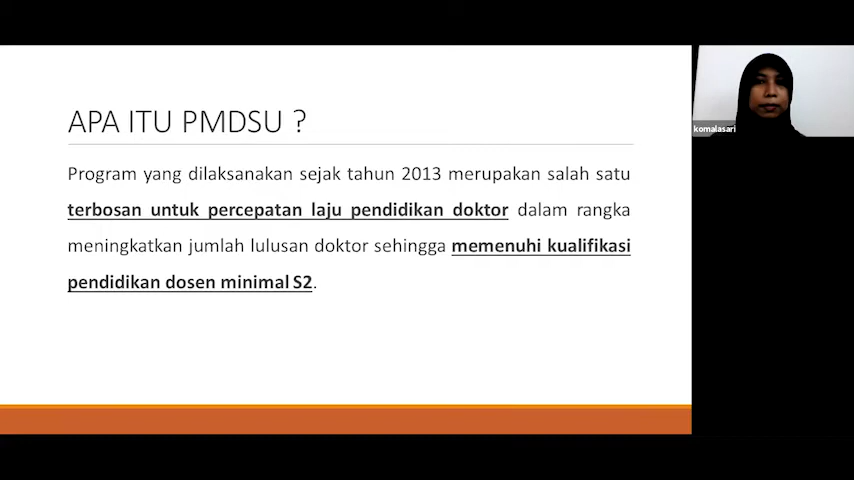 APA ITU PMDSU ?
Program yang dilaksanakan sejak tahun 2013 merupakan salah satu
terbosan untuk percepatan laju pendidikan doktor dalam rangka
meningkatkan jumlah lulusan doktor sehingga memenuhi kualifikasi
pendidikan dosen minimal S2.
komalasari